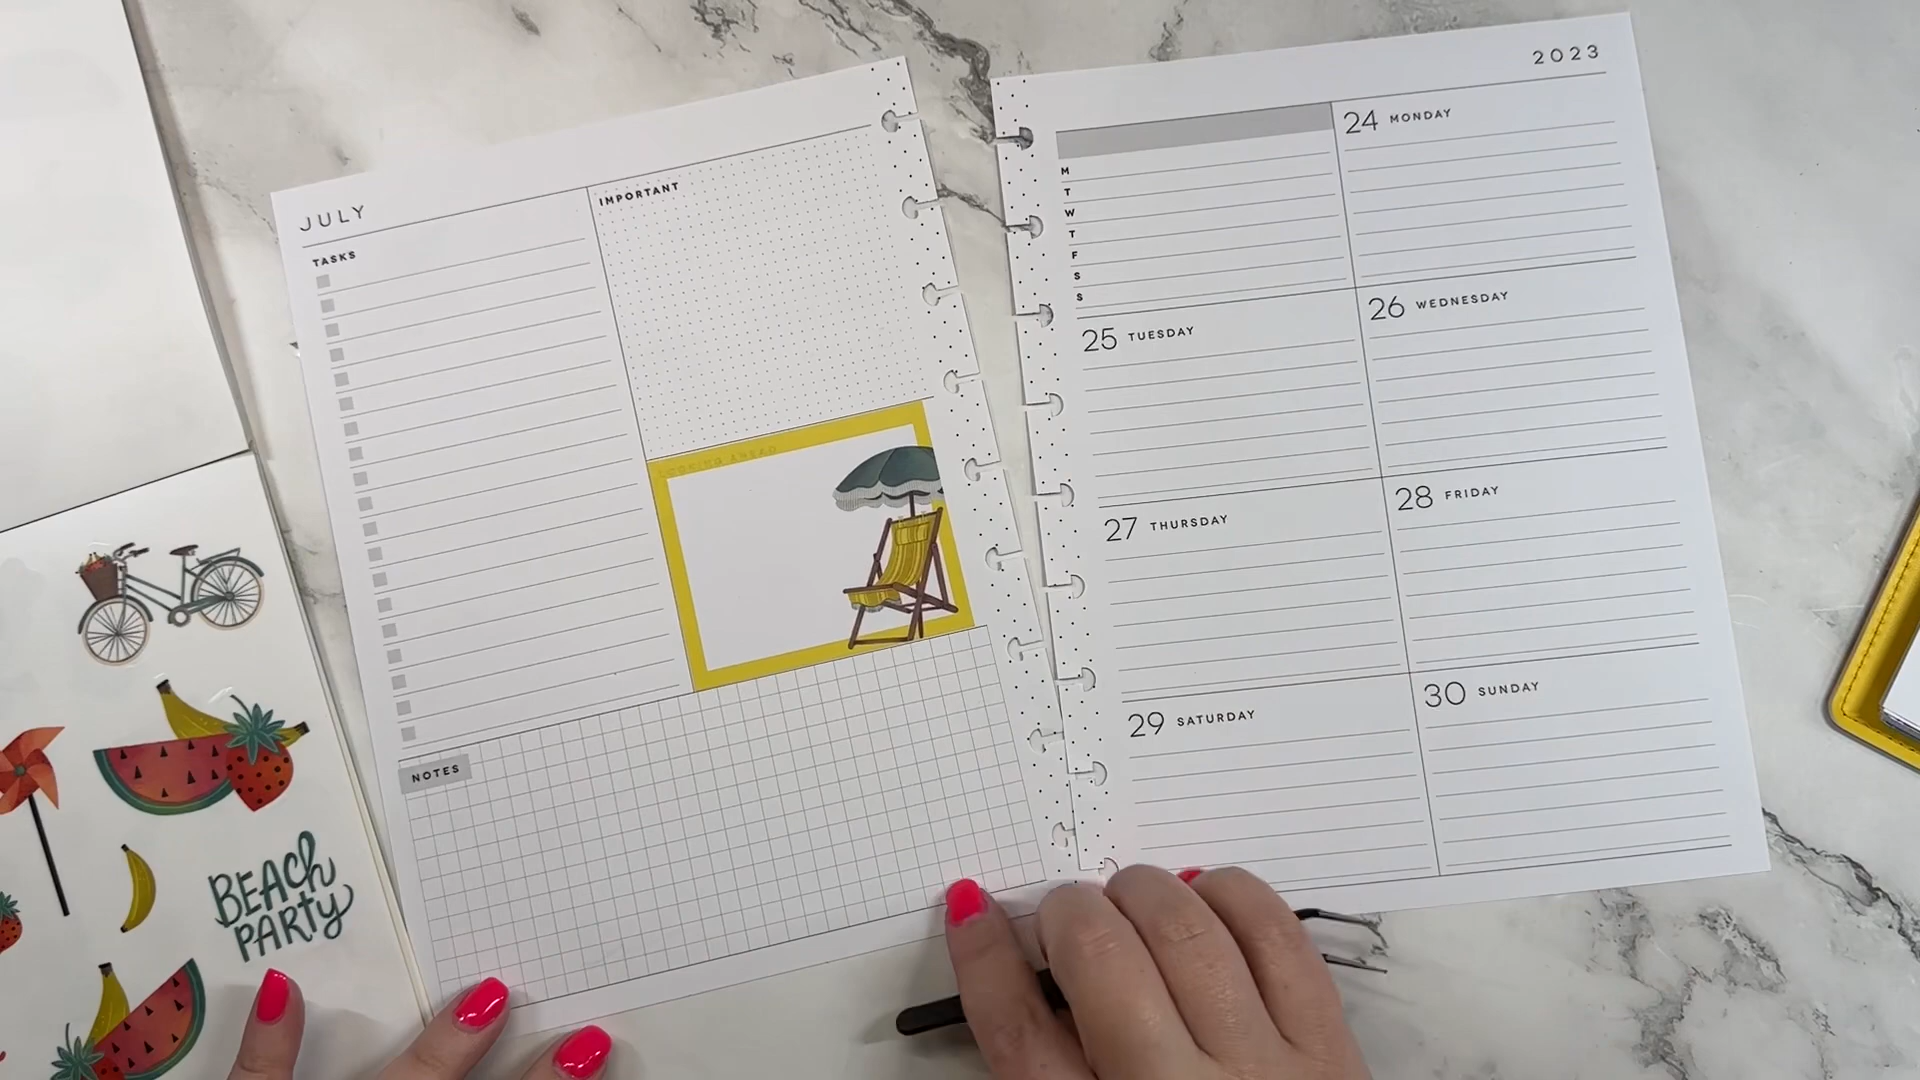 JULY
TASKS
IMPORTANT
LOOKING AHEAD
NOTES
2023
M
T
W
T
F
S
S
24 MONDAY
25 TUESDAY
26 WEDNESDAY
27 THURSDAY
28 FRIDAY
29 SATURDAY
30 SUNDAY
BEACH
PARTY